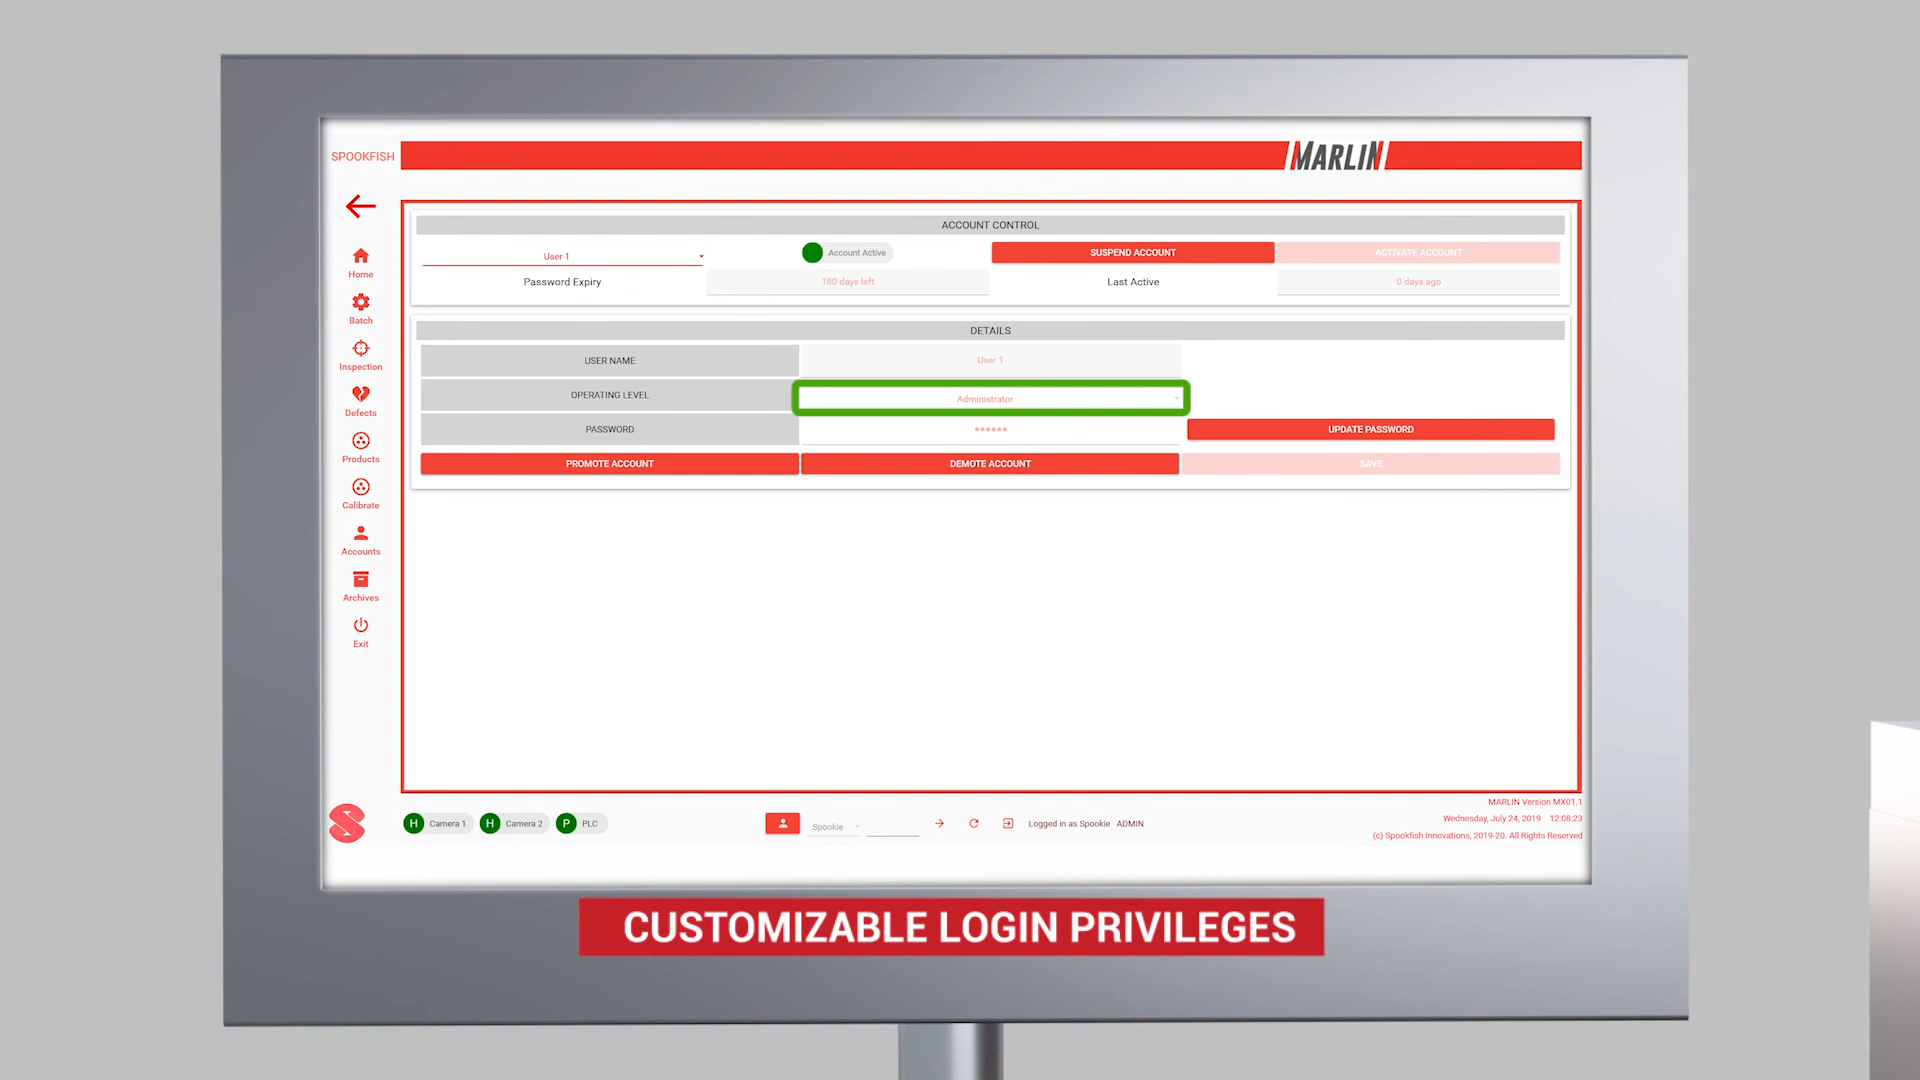 SPOOKFISH
MARLIN
ACCOUNT CONTROL
User 1
Account Active
SUSPEND ACCOUNT
ACTIVATE ACCOUNT
Password Expiry
180 days left
Last Active
0 days ago
DETAILS
USER NAME
User 1
OPERATING LEVEL
Administrator
PASSWORD
******
UPDATE PASSWORD
PROMOTE ACCOUNT
DEMOTE ACCOUNT
SAVE
Home
Batch
Inspection
Defects
Products
Calibrate
Accounts
Archives
Exit
H Camera 1
H Camera 2
P PLC
Spookie
Logged in as Spookie ADMIN
MARLIN Version MX01.1
Wednesday, July 24, 2019 12:08:23
(c) Spookfish Innovations, 2019-20. All Rights Reserved
CUSTOMIZABLE LOGIN PRIVILEGES